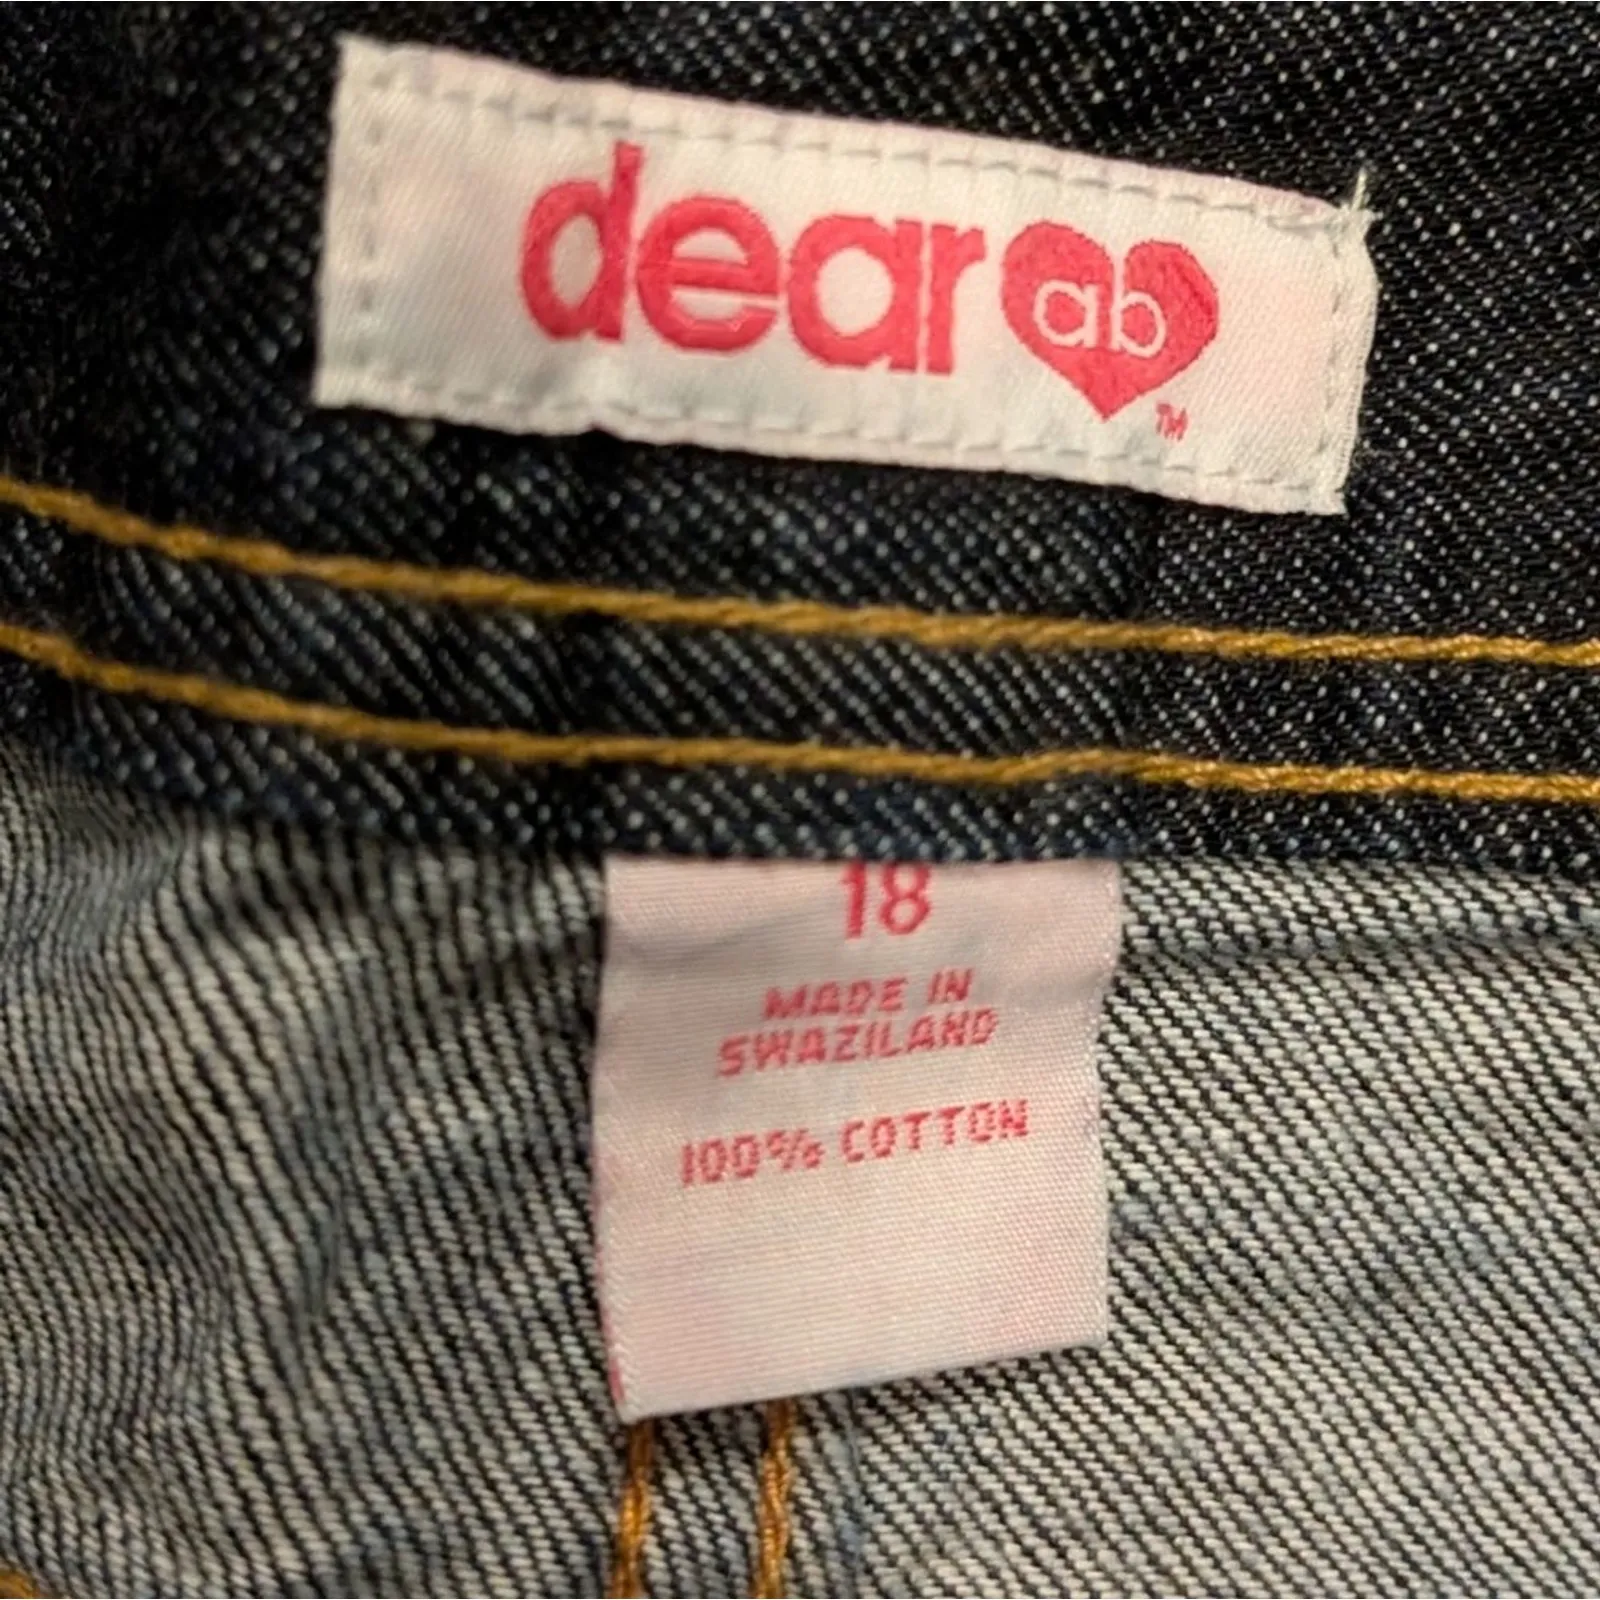 dear ab ™
18
MADE IN
SWAZILAND
100% COTTON